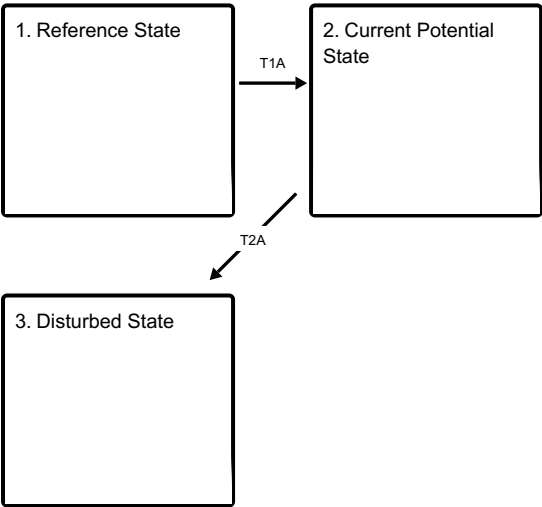 1. Reference State
T1A
2. Current Potential
State
T2A
3. Disturbed State